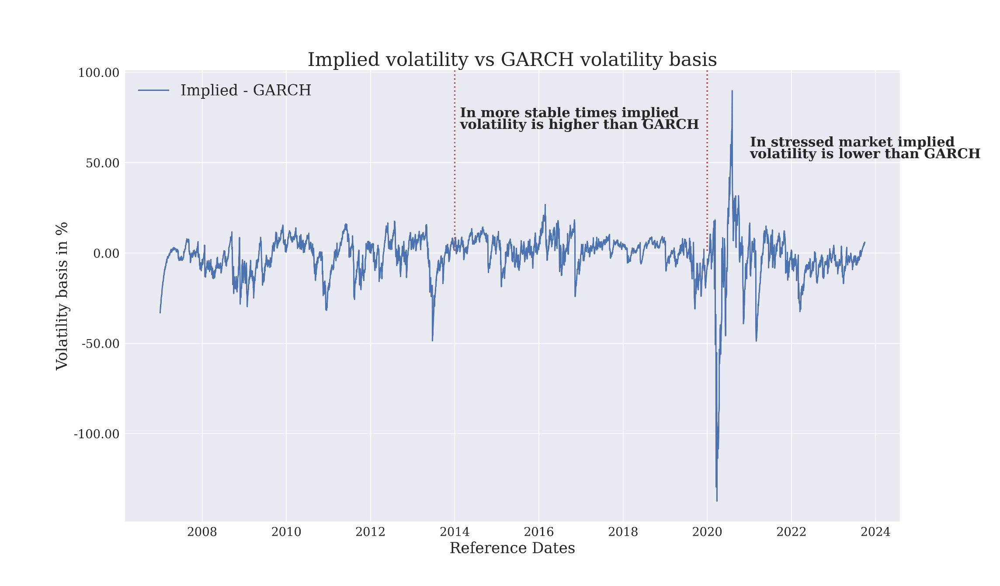 Implied volatility vs GARCH volatility basis
Implied - GARCH
In more stable times implied
volatility is higher than GARCH
In stressed market implied
volatility is lower than GARCH
Volatility basis in %
100.00
50.00
0.00
-50.00
-100.00
2008 2010 2012 2014 2016 2018 2020 2022 2024
Reference Dates